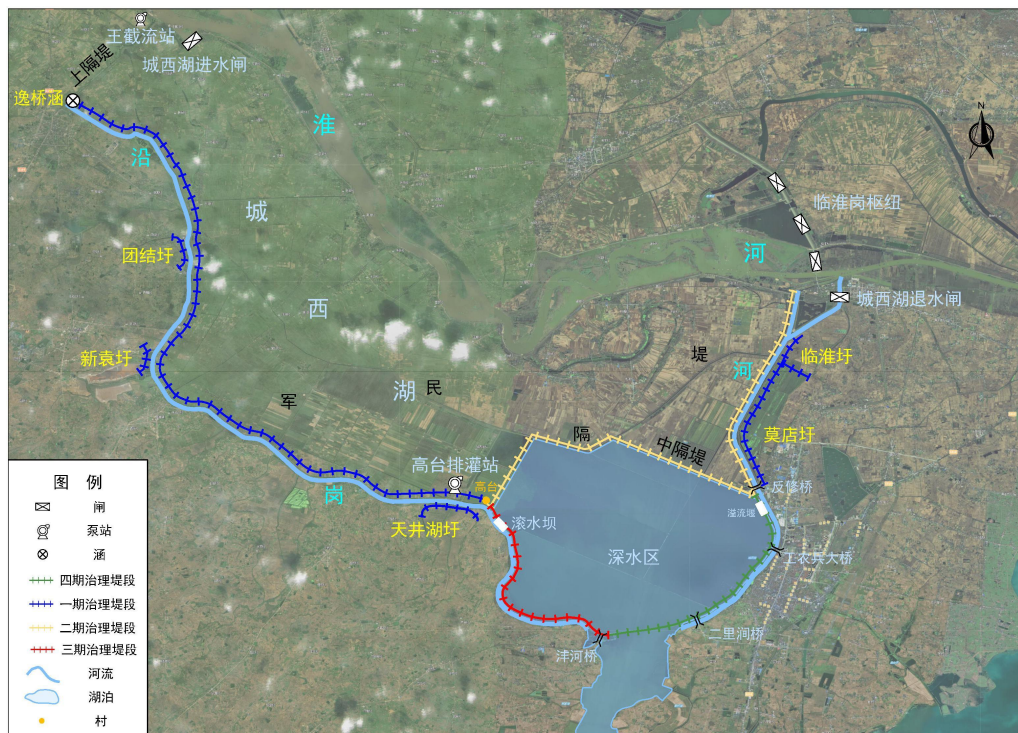 王截流站
城西湖进水闸
上隔堤
逸桥涵
淮
沿
N
城
临淮岗枢纽
河
团结圩
城西湖退水闸
西
新袁圩
堤
临淮圩
河
湖
民
军
隔
莫店圩
中隔堤
高台排灌站
高台
反修桥
岗
滚水坝
溢流堰
天井湖圩
深水区
工农兵大桥
二里涧桥
沣河桥
图 例
闸
泵站
涵
四期治理堤段
一期治理堤段
二期治理堤段
三期治理堤段
河流
湖泊
村